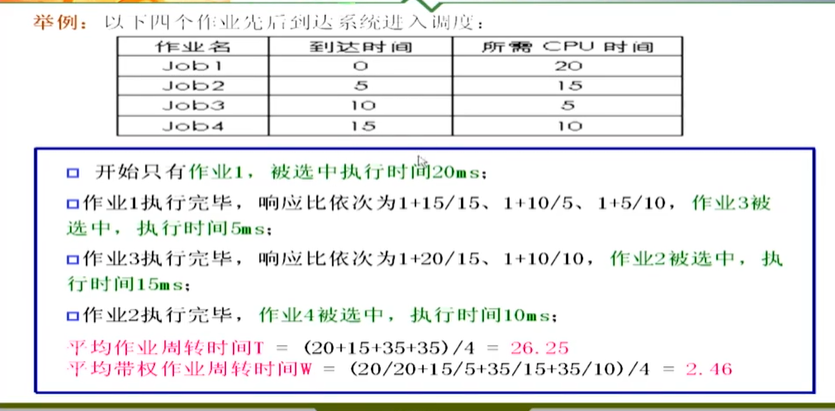 举例：以下四个作业先后到达系统进入调度：
作业名 到达时间 所需 CPU 时间
Job1 0 20
Job2 5 15
Job3 10 5
Job4 15 10
开始只有作业1，被选中执行时间20ms；
作业1执行完毕，响应比依次为1+15/15、1+10/5、1+5/10，作业3被
选中，执行时间5ms；
作业3执行完毕，响应比依次为1+20/15、1+10/10，作业2被选中，执
行时间15ms；
作业2执行完毕，作业4被选中，执行时间10ms；
平均作业周转时间T = (20+15+35+35)/4 = 26.25
平均带权作业周转时间W = (20/20+15/5+35/15+35/10)/4 = 2.46